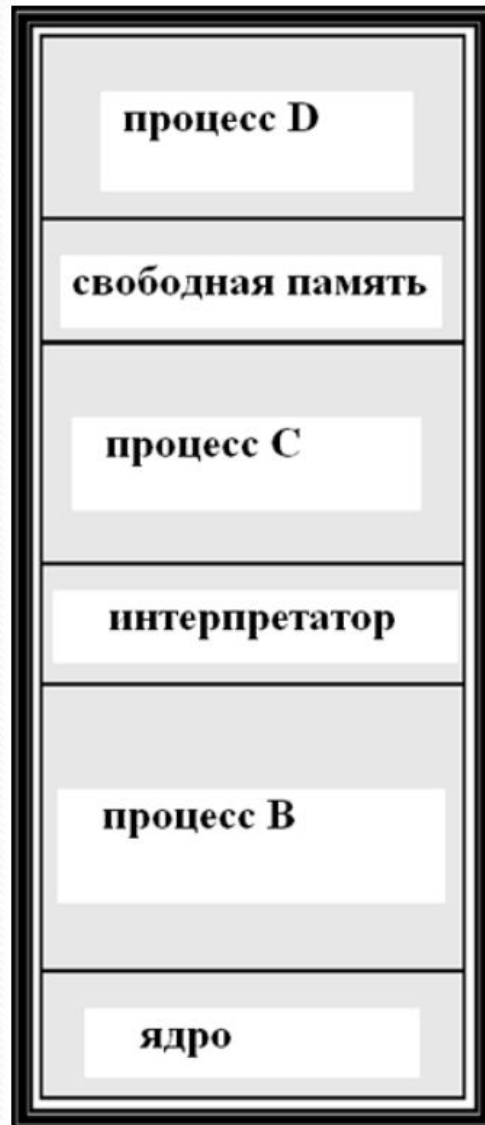 процесс D
свободная память
процесс C
интерпретатор
процесс B
ядро